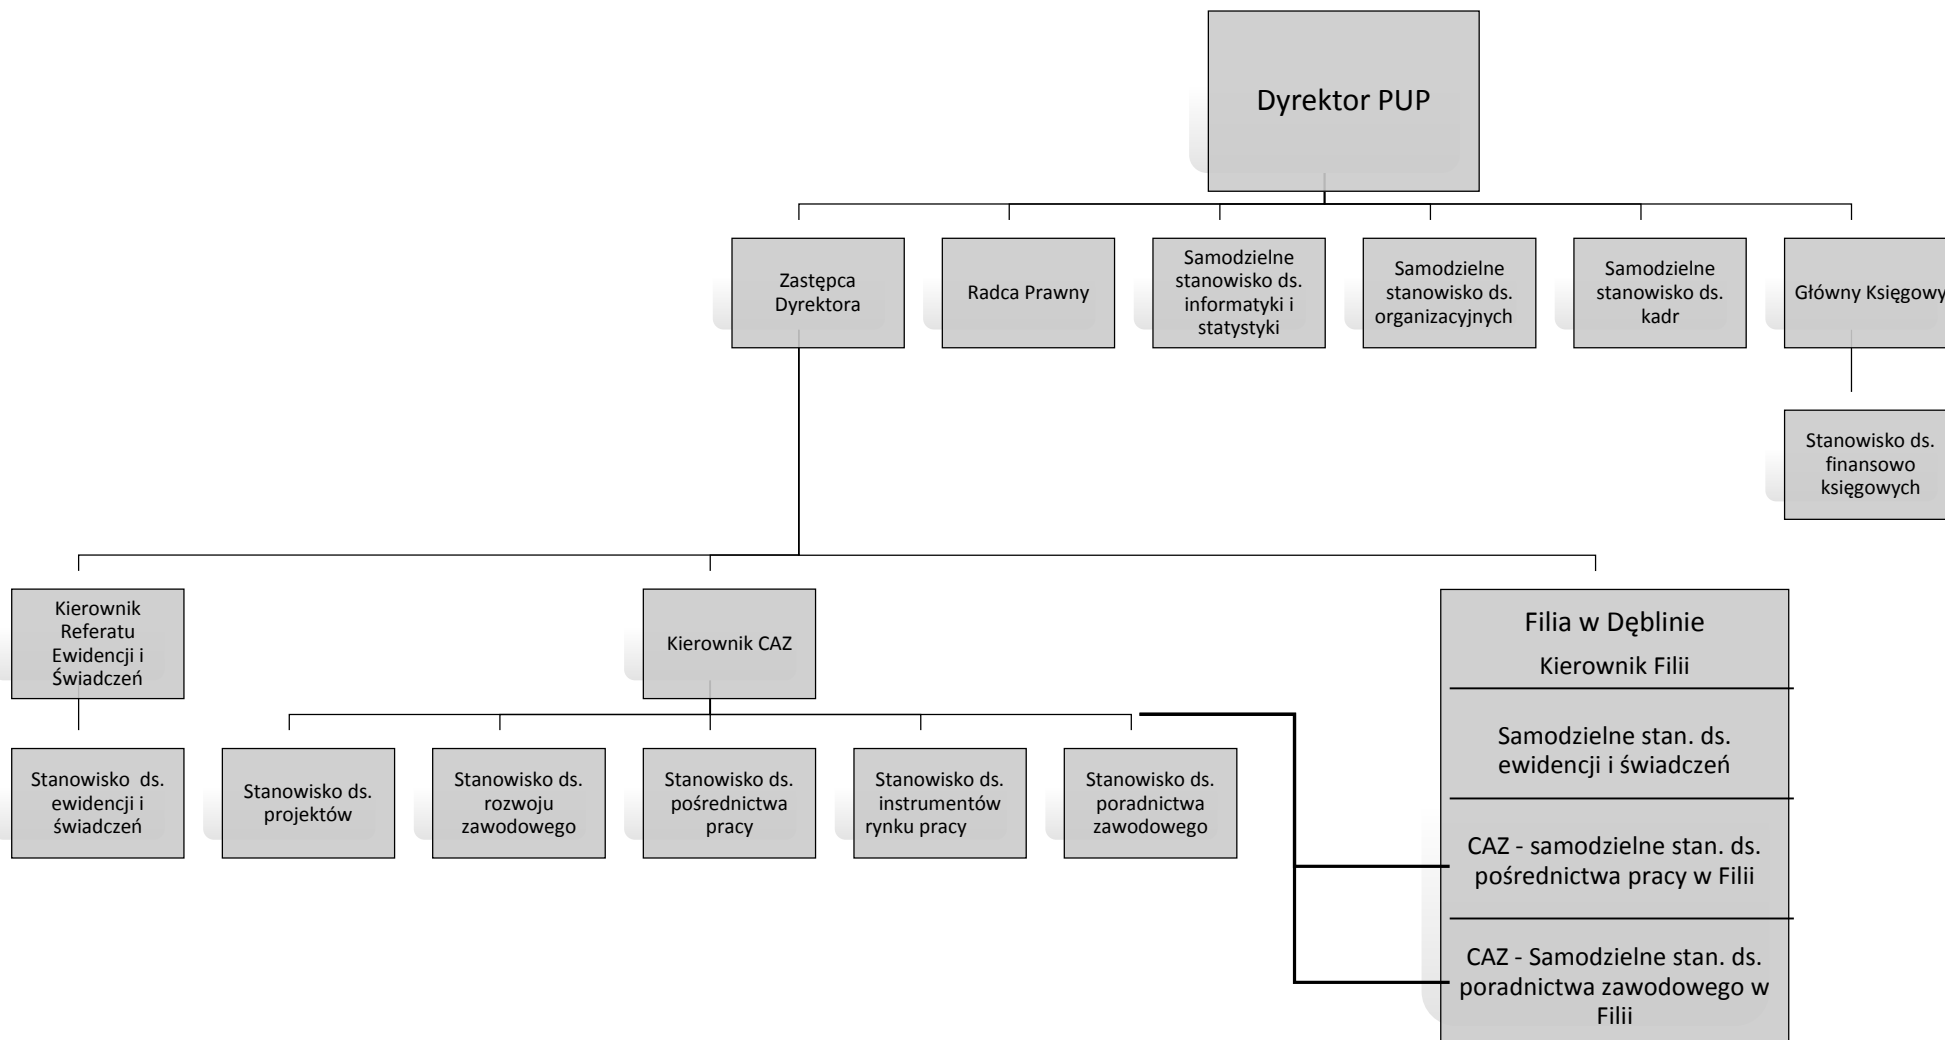 Dyrektor PUP
Zastępca
Dyrektora
Radca Prawny
Samodzielne
stanowisko ds.
informatyki i
statystyki
Samodzielne
stanowisko ds.
organizacyjnych
Samodzielne
stanowisko ds.
kadr
Główny Księgowy
Stanowisko ds.
finansowo
księgowych
Kierownik
Referatu
Ewidencji i
Świadczeń
Kierownik CAZ
Filia w Dęblinie
Kierownik Filii
Samodzielne stan. ds.
ewidencji i świadczeń
CAZ - samodzielne stan. ds.
pośrednictwa pracy w Filii
CAZ - Samodzielne stan. ds.
poradnictwa zawodowego w
Filii
Stanowisko ds.
ewidencji i
świadczeń
Stanowisko ds.
projektów
Stanowisko ds.
rozwoju
zawodowego
Stanowisko ds.
pośrednictwa
pracy
Stanowisko ds.
instrumentów
rynku pracy
Stanowisko ds.
poradnictwa
zawodowego